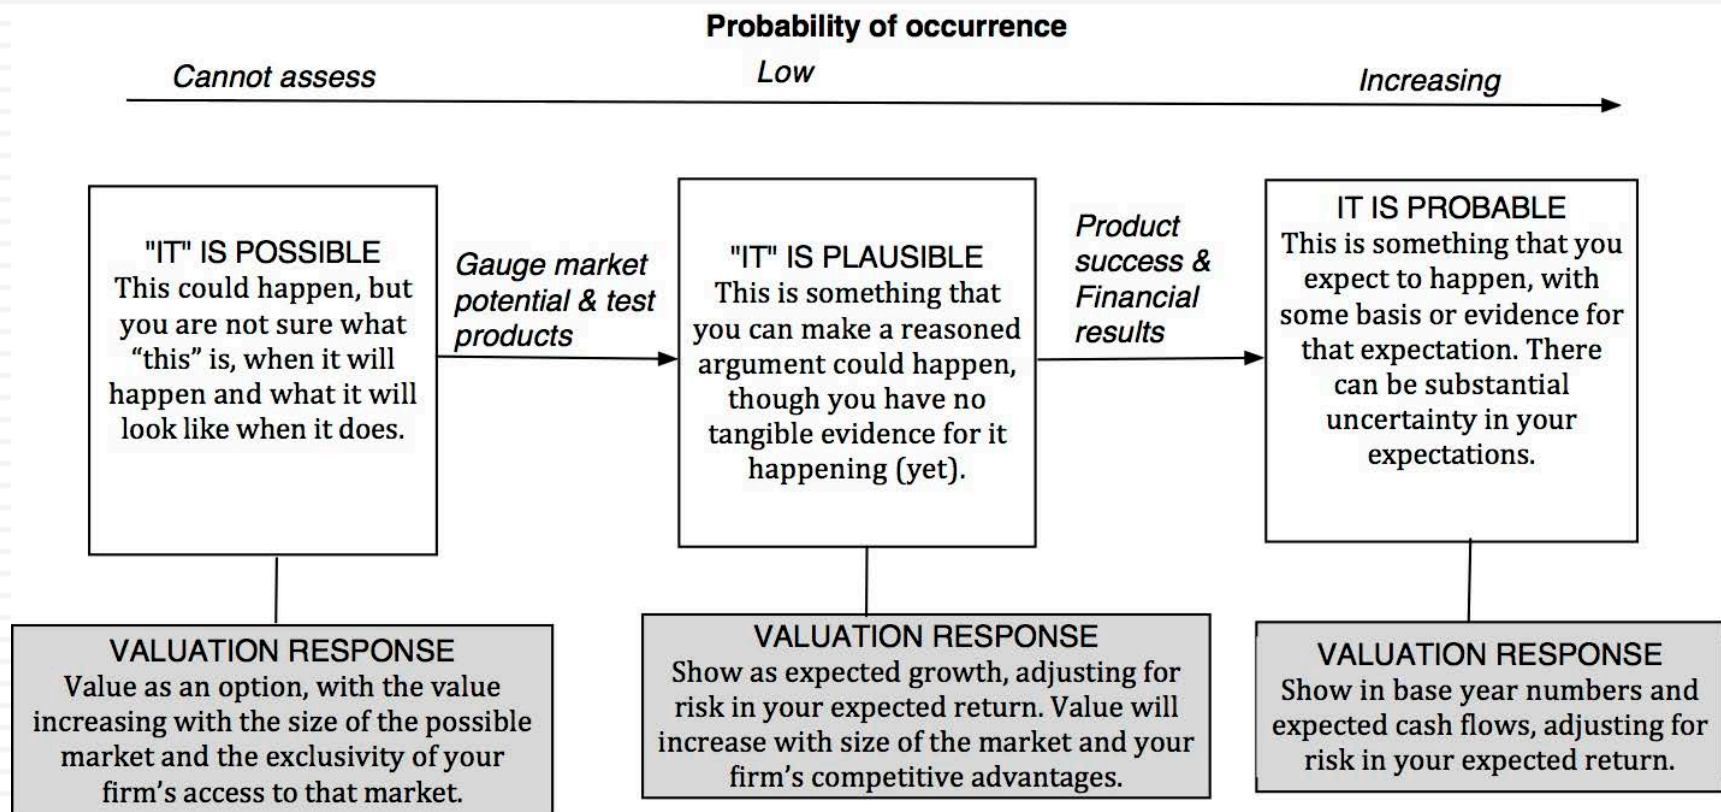 Probability of occurrence
Cannot assess
Low
Increasing
"IT" IS POSSIBLE
This could happen, but
you are not sure what
“this” is, when it will
happen and what it will
look like when it does.
Gauge market
potential & test
products
"IT" IS PLAUSIBLE
This is something that
you can make a reasoned
argument could happen,
though you have no
tangible evidence for it
happening (yet).
Product
success &
Financial
results
IT IS PROBABLE
This is something that you
expect to happen, with
some basis or evidence for
that expectation. There
can be substantial
uncertainty in your
expectations.
VALUATION RESPONSE
Value as an option, with the value
increasing with the size of the possible
market and the exclusivity of your
firm’s access to that market.
VALUATION RESPONSE
Show as expected growth, adjusting for
risk in your expected return. Value will
increase with size of the market and your
firm’s competitive advantages.
VALUATION RESPONSE
Show in base year numbers and
expected cash flows, adjusting for
risk in your expected return.